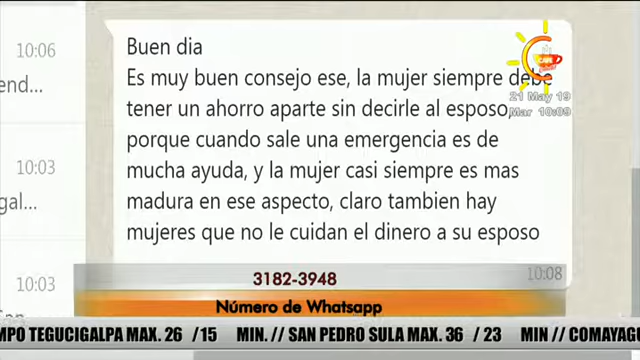 10:06
end...
10:03
gal...
10:03
Buen dia
Es muy buen consejo ese, la mujer siempre debe
tener un ahorro aparte sin decirle al esposo,
porque cuando sale una emergencia es de
mucha ayuda, y la mujer casi siempre es mas
madura en ese aspecto, claro tambien hay
mujeres que no le cuidan el dinero a su esposo
10:08
21 May 19
Mar 10:09
3182-3948
Número de Whatsapp
MPO TEGUCIGALPA MAX. 26 /15 MIN. // SAN PEDRO SULA MAX. 36 / 23 MIN // COMAYAG